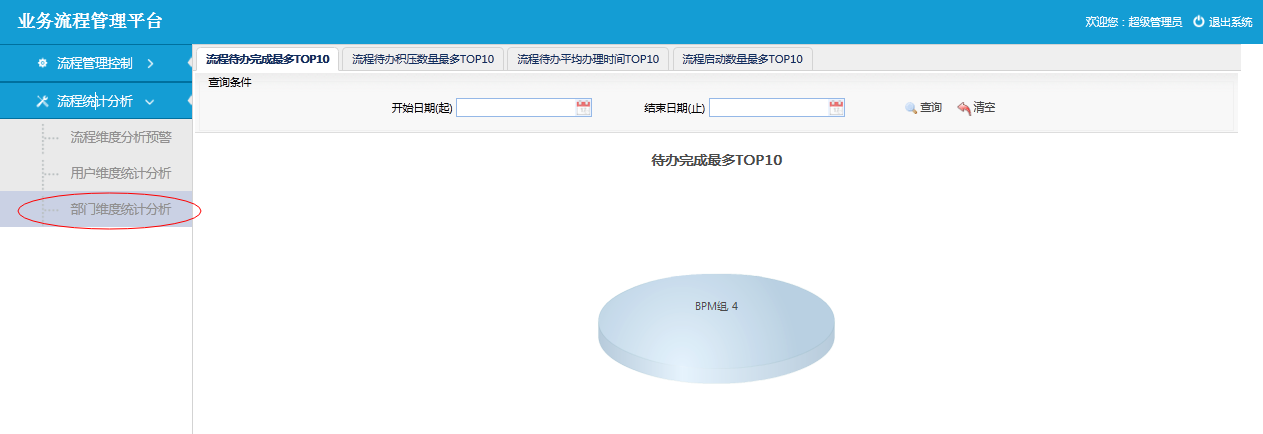 业务流程管理平台
欢迎您：超级管理员 退出系统
流程管理控制
流程统计分析
流程维度分析预警
用户维度统计分析
部门维度统计分析
流程待办完成最多TOP10 流程待办积压数量最多TOP10 流程待办平均办理时间TOP10 流程启动数量最多TOP10
查询条件
开始日期(起) 结束日期(止) 查询 清空
待办完成最多TOP10
BPM组, 4